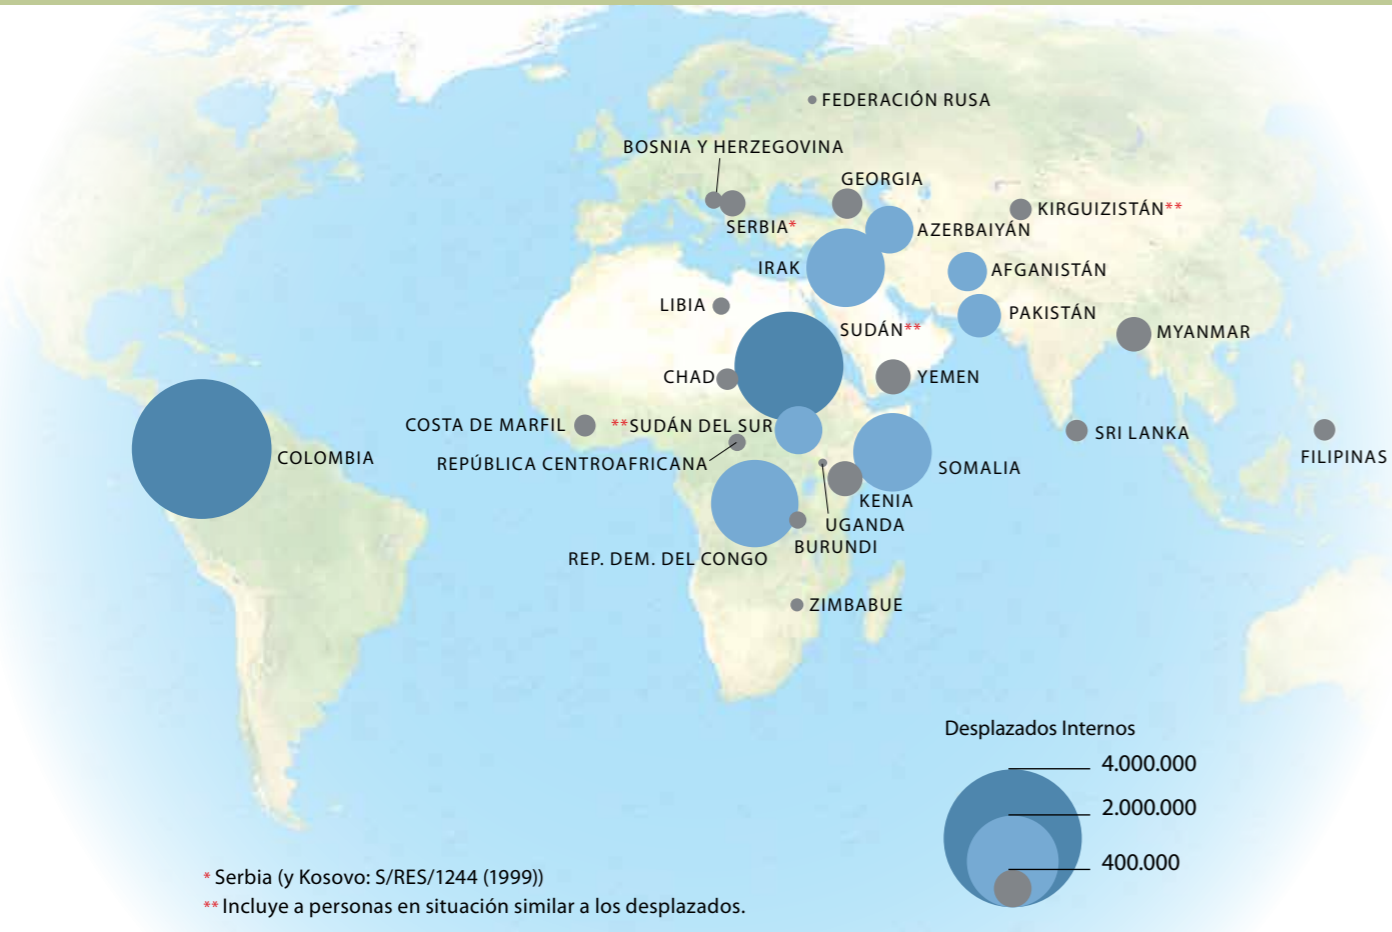 FEDERACIÓN RUSA
BOSNIA Y HERZEGOVINA
GEORGIA
KIRGUIZISTÁN**
SERBIA*
AZERBAIYÁN
IRAK
AFGANISTÁN
LIBIA
PAKISTÁN
SUDÁN**
MYANMAR
CHAD
YEMEN
COSTA DE MARFIL
**SUDÁN DEL SUR
SRI LANKA
COLOMBIA
FILIPINAS
REPÚBLICA CENTROAFRICANA
SOMALIA
KENIA
UGANDA
BURUNDI
REP. DEM. DEL CONGO
ZIMBABUE
Desplazados Internos
4.000.000
2.000.000
400.000
* Serbia (y Kosovo: S/RES/1244 (1999))
** Incluye a personas en situación similar a los desplazados.